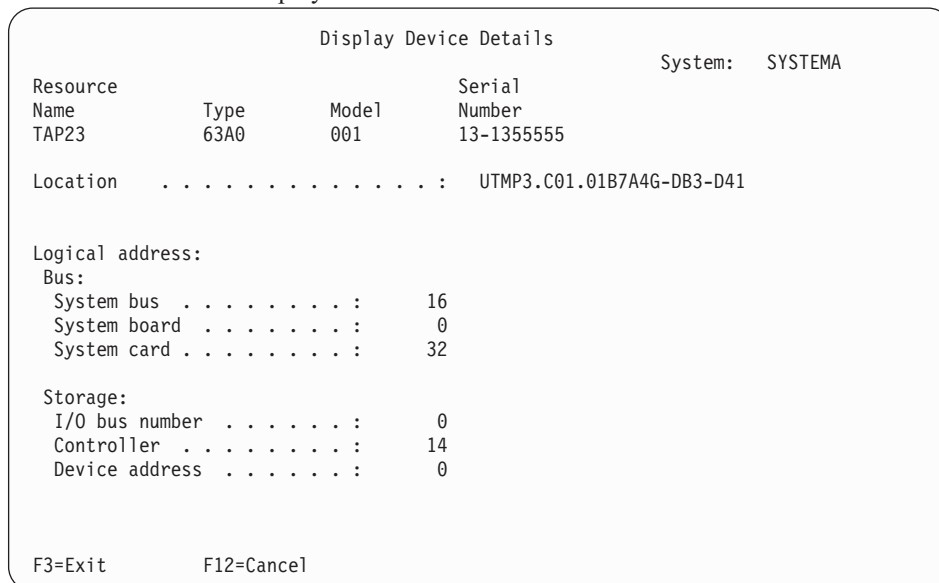 Display Device Details
System: SYSTEMA
Resource Serial
Name Type Model Number
TAP23 63A0 001 13-1355555
Location . . . . . . . . . . . . . : UTMP3.C01.01B7A4G-DB3-D41
Logical address:
Bus:
System bus . . . . . . . . : 16
System board . . . . . . . : 0
System card . . . . . . . . : 32
Storage:
I/O bus number . . . . . . : 0
Controller . . . . . . . . : 14
Device address . . . . . . : 0
F3=Exit F12=Cancel